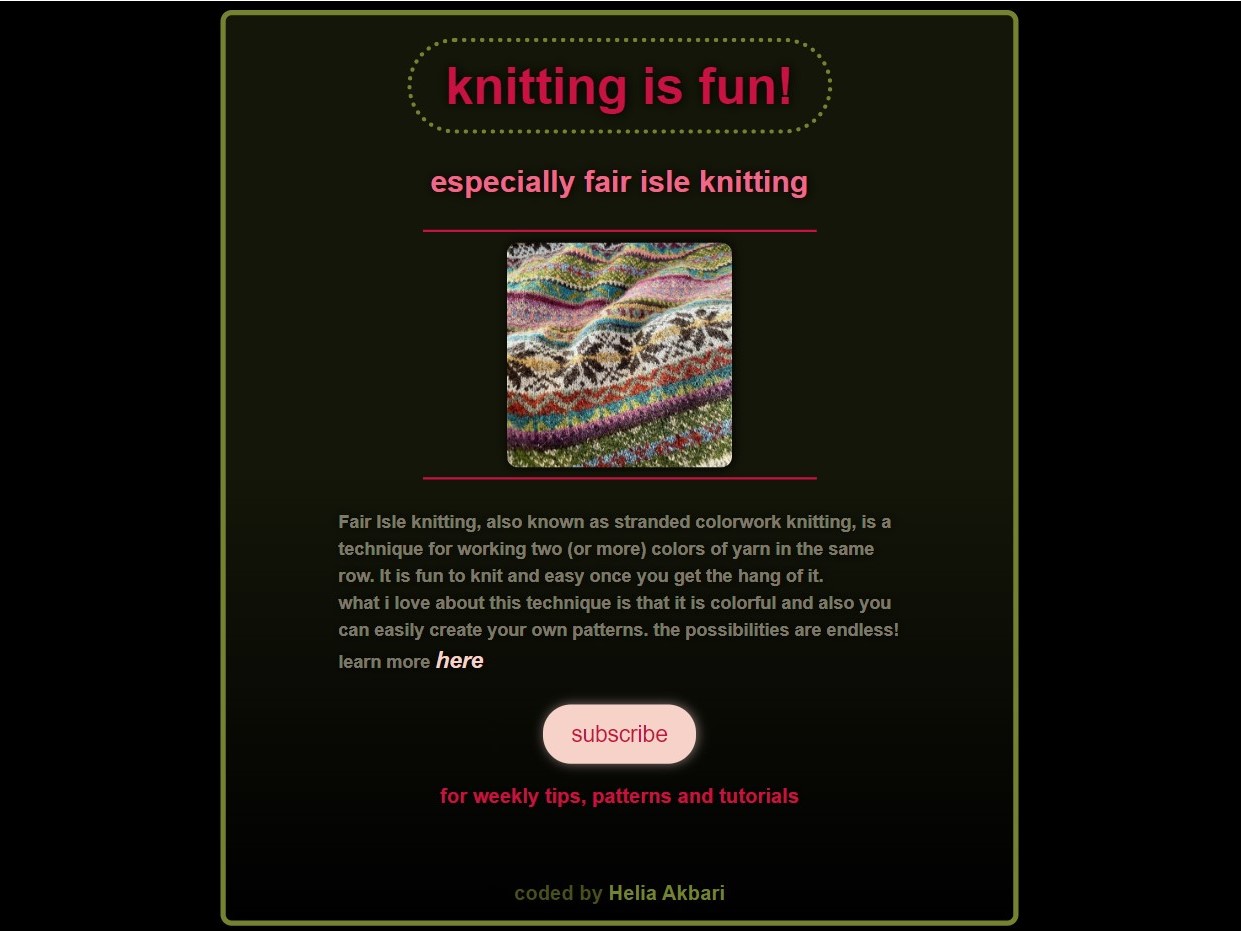 knitting is fun!
especially fair isle knitting
Fair Isle knitting, also known as stranded colorwork knitting, is a
technique for working two (or more) colors of yarn in the same
row. It is fun to knit and easy once you get the hang of it.
what i love about this technique is that it is colorful and also you
can easily create your own patterns. the possibilities are endless!
learn more here
subscribe
for weekly tips, patterns and tutorials
coded by Helia Akbari